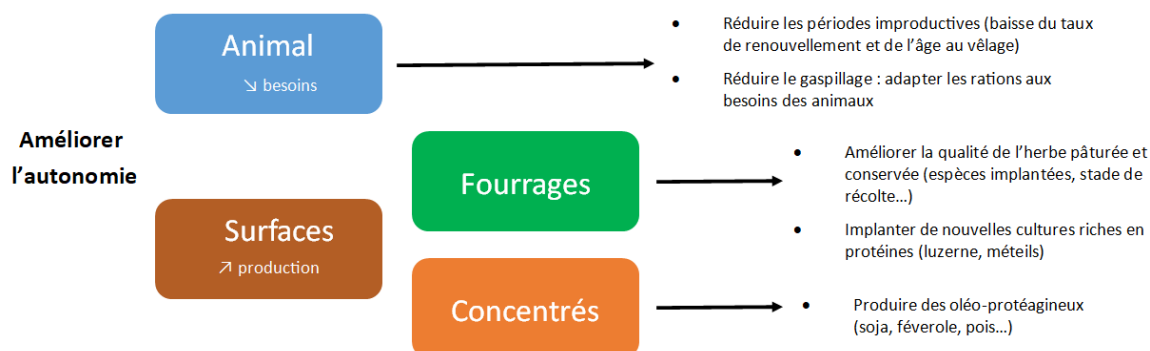 Améliorer
l’autonomie
Animal
↘ besoins
• Réduire les périodes improductives (baisse du taux
de renouvellement et de l’âge au vêlage)
• Réduire le gaspillage : adapter les rations aux
besoins des animaux
Surfaces
↗ production
Fourrages
• Améliorer la qualité de l’herbe pâturée et
conservée (espèces implantées, stade de
récolte…)
• Implanter de nouvelles cultures riches en
protéines (luzerne, méteils)
Concentrés
• Produire des oléo-protéagineux
(soja, féverole, pois…)